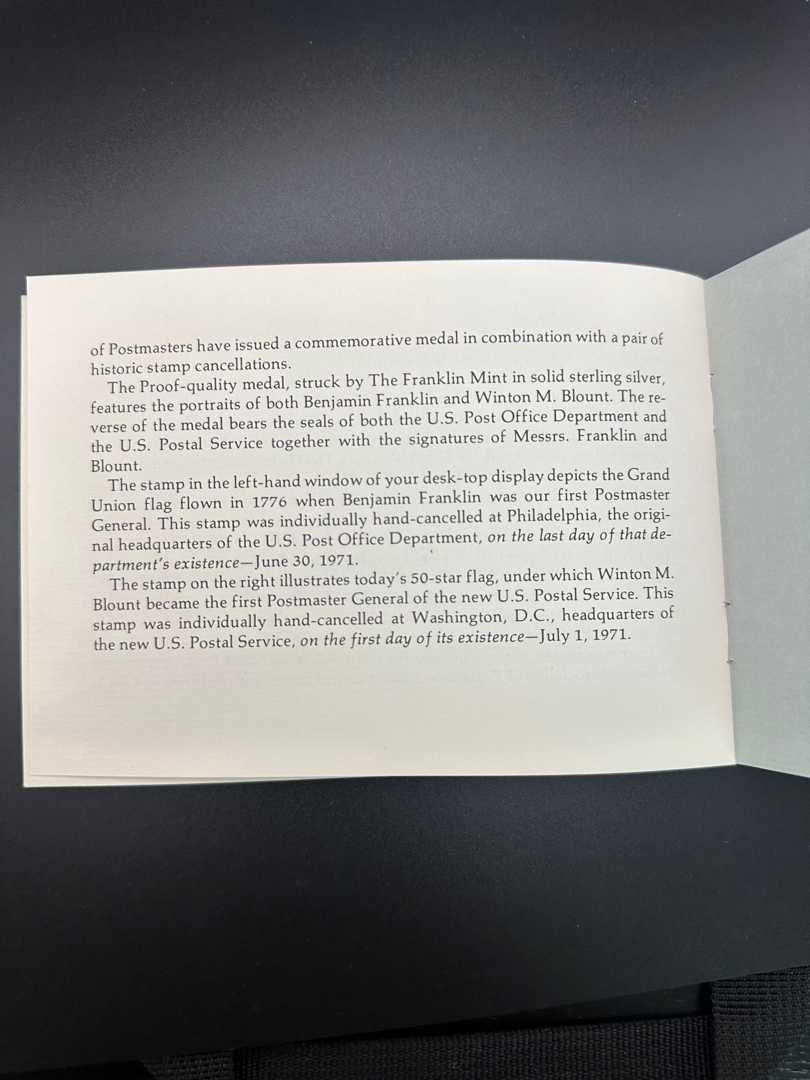 of Postmasters have issued a commemorative medal in combination with a pair of
historic stamp cancellations.
The Proof-quality medal, struck by The Franklin Mint in solid sterling silver,
features the portraits of both Benjamin Franklin and Winton M. Blount. The re-
verse of the medal bears the seals of both the U.S. Post Office Department and
the U.S. Postal Service together with the signatures of Messrs. Franklin and
Blount.
The stamp in the left-hand window of your desk-top display depicts the Grand
Union flag flown in 1776 when Benjamin Franklin was our first Postmaster
General. This stamp was individually hand-cancelled at Philadelphia, the origi-
nal headquarters of the U.S. Post Office Department, on the last day of that de-
partment's existence—June 30, 1971.
The stamp on the right illustrates today's 50-star flag, under which Winton M.
Blount became the first Postmaster General of the new U.S. Postal Service. This
stamp was individually hand-cancelled at Washington, D.C., headquarters of
the new U.S. Postal Service, on the first day of its existence—July 1, 1971.